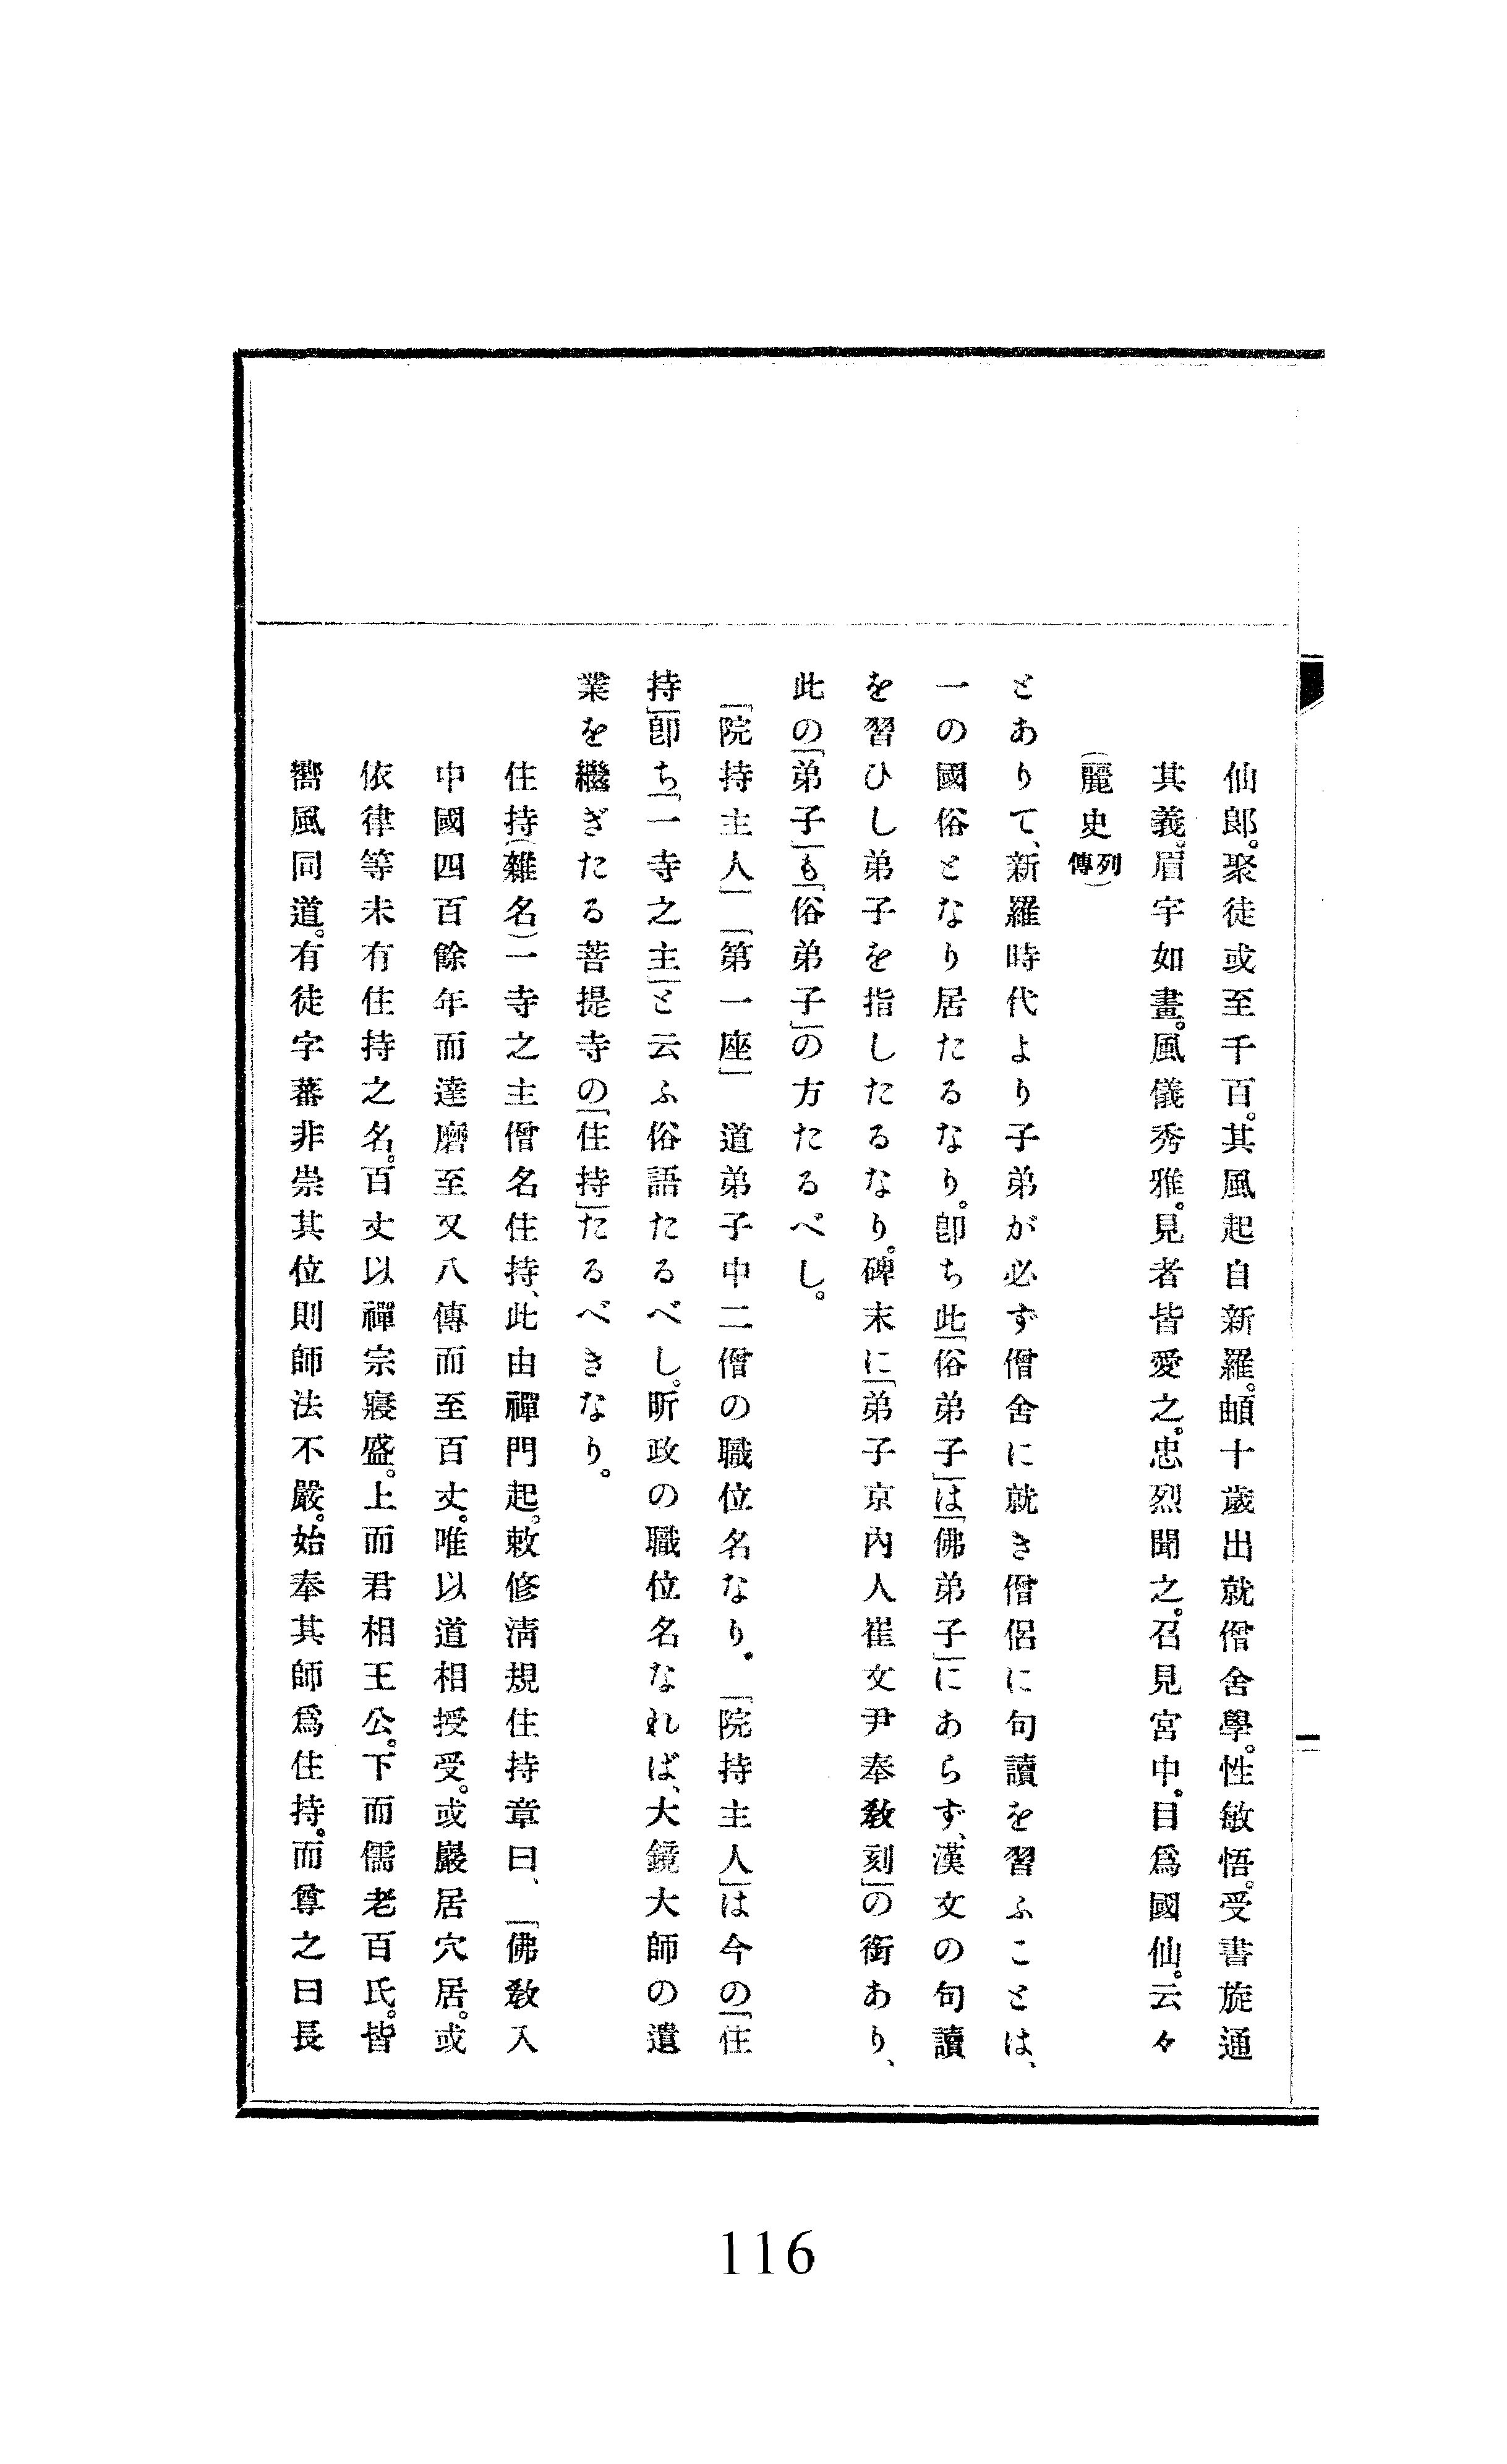 仙郞。聚徒或至千百。其風起自新羅。頔十歲出就僧舍學。性敏悟。受書旋通
其義。眉宇如畫。風儀秀雅。見者皆愛之。忠烈聞之。召見宮中。目爲國仙。云々
（麗史列傳）
とありて、新羅時代より子弟が必ず僧舍に就き僧侶に句讀を習ふことは、
一の國俗となり居たるなり。卽ち此「俗弟子」は「佛弟子」にあらず、漢文の句讀
を習ひし弟子を指したるなり。碑末に「弟子京內人崔文尹奉敎刻」の銜あり、
此の「弟子」も「俗弟子」の方たるべし。
「院持主人」「第一座」　道弟子中二僧の職位名なり。「院持主人」は今の「住
持」卽ち「一寺之主」と云ふ俗語たるべし。昕政の職位名なれば、大鏡大師の遺
業を繼ぎたる菩提寺の「住持」たるべきなり。
住持（雜名）一寺之主僧名住持、此由禪門起。敕修淸規住持章曰、「佛敎入
中國四百餘年而達磨至又八傳而至百丈。唯以道相授受。或巖居穴居。或
依律等未有住持之名。百丈以禪宗寢盛。上而君相王公。下而儒老百氏。皆
嚮風同道。有徒字蕃非崇其位則師法不嚴。始奉其師爲住持。而尊之曰長
116